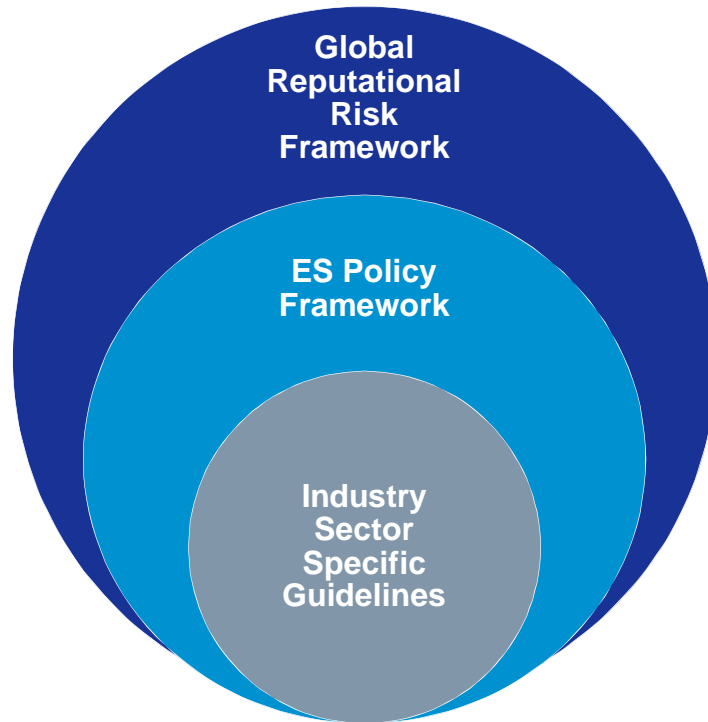 Global
Reputational
Risk
Framework
ES Policy
Framework
Industry
Sector
Specific
Guidelines